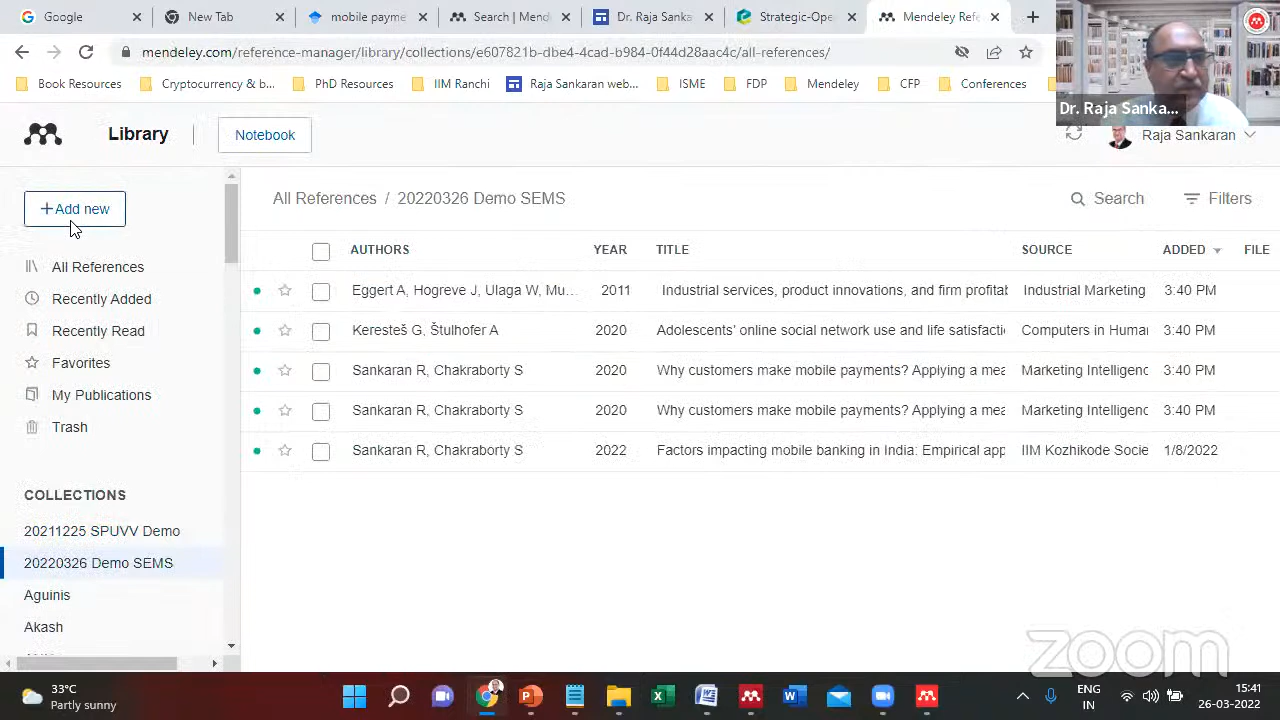 Google
New Tab
mobile payme
Search | Mend
Dr. Raja Sanka
Strategic-Ope
Mendeley Refe
mendeley.com/reference-manager/library/collections/e607821b-dbe4-4cad-b984-0f44d28aac4c/all-references/
Book Resources
Cryptocurrency & b...
PhD Resources
IIM Ranchi
Raja Sankaran web...
ISME
FDP
Mendeley
CFP
Conferences
Dr. Raja Sanka...
Library
Notebook
Raja Sankaran
+Add new
All References / 20220326 Demo SEMS
Search
Filters
AUTHORS YEAR TITLE SOURCE ADDED FILE
Eggert A, Hogreve J, Ulaga W, Mu... 2011 Industrial services, product innovations, and firm profitab Industrial Marketing 3:40 PM
Keresteš G, Štulhofer A 2020 Adolescents' online social network use and life satisfacti Computers in Humar 3:40 PM
Sankaran R, Chakraborty S 2020 Why customers make mobile payments? Applying a mea Marketing Intelligenc 3:40 PM
Sankaran R, Chakraborty S 2020 Why customers make mobile payments? Applying a mea Marketing Intelligenc 3:40 PM
Sankaran R, Chakraborty S 2022 Factors impacting mobile banking in India: Empirical app IIM Kozhikode Socie 1/8/2022
All References
Recently Added
Recently Read
Favorites
My Publications
Trash
COLLECTIONS
20211225 SPUVV Demo
20220326 Demo SEMS
Aguinis
Akash
zoom
33°C
Partly sunny
ENG
IN
15:41
26-03-2022